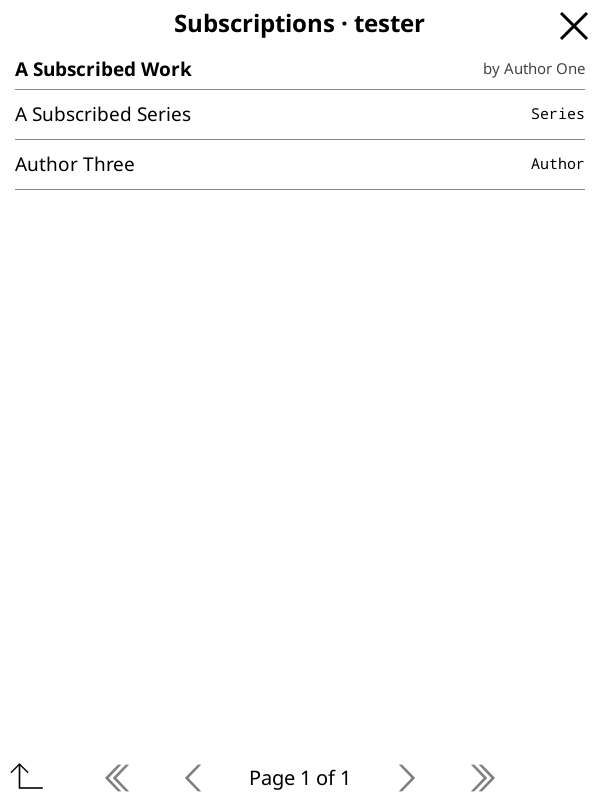 Subscriptions · tester
A Subscribed Work by Author One
A Subscribed Series Series
Author Three Author
Page 1 of 1